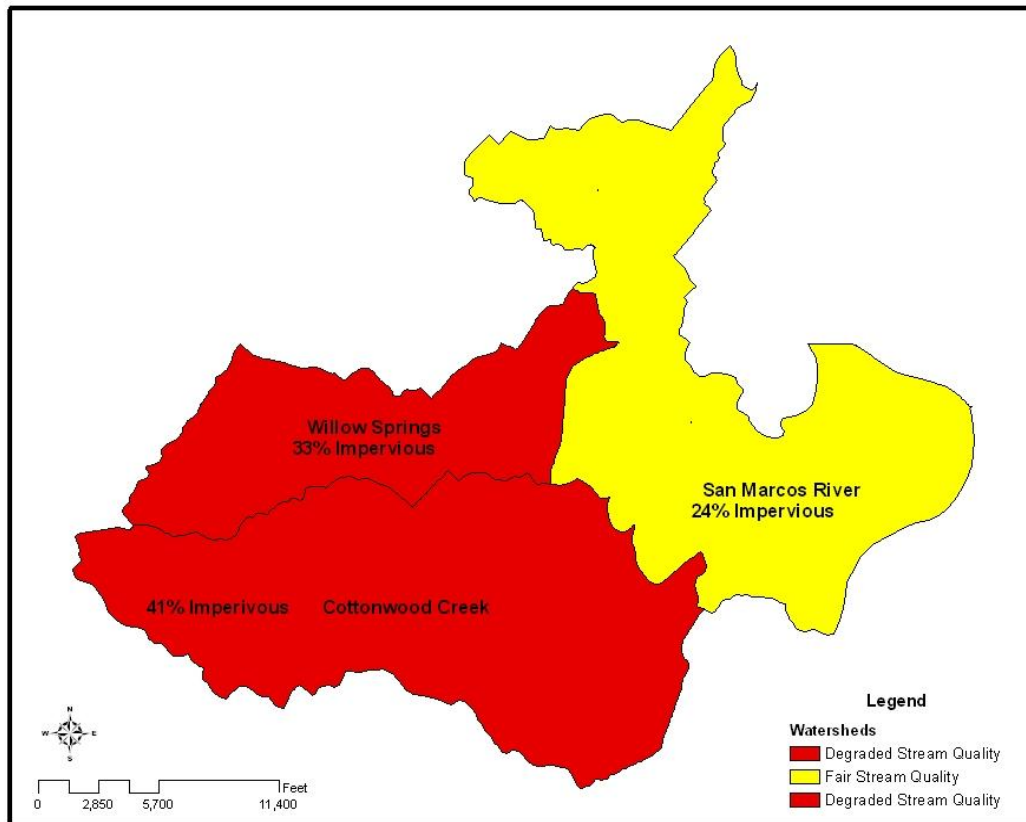 Willow Springs
33% Impervious
San Marcos River
24% Impervious
41% Imperivous Cottonwood Creek
Legend
Watersheds
Degraded Stream Quality
Fair Stream Quality
Degraded Stream Quality
N
W E
S
Feet
0 2,850 5,700 11,400